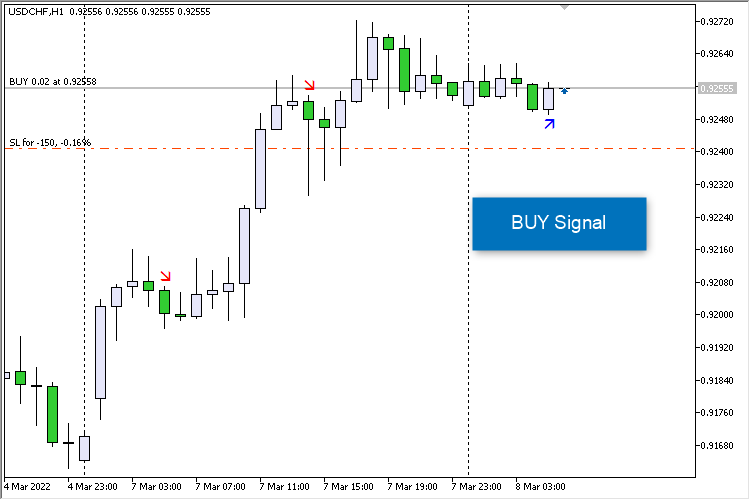 USDCHF,H1 0.92556 0.92556 0.92555 0.92555
0.92720
0.92640
BUY 0.02 at 0.92558
0.92555
0.92480
SL for -150, -0.16%
0.92400
0.92320
BUY Signal
0.92240
0.92160
0.92080
0.92000
0.91920
0.91840
0.91760
0.91680
4 Mar 2022
4 Mar 23:00
7 Mar 03:00
7 Mar 07:00
7 Mar 11:00
7 Mar 15:00
7 Mar 19:00
7 Mar 23:00
8 Mar 03:00